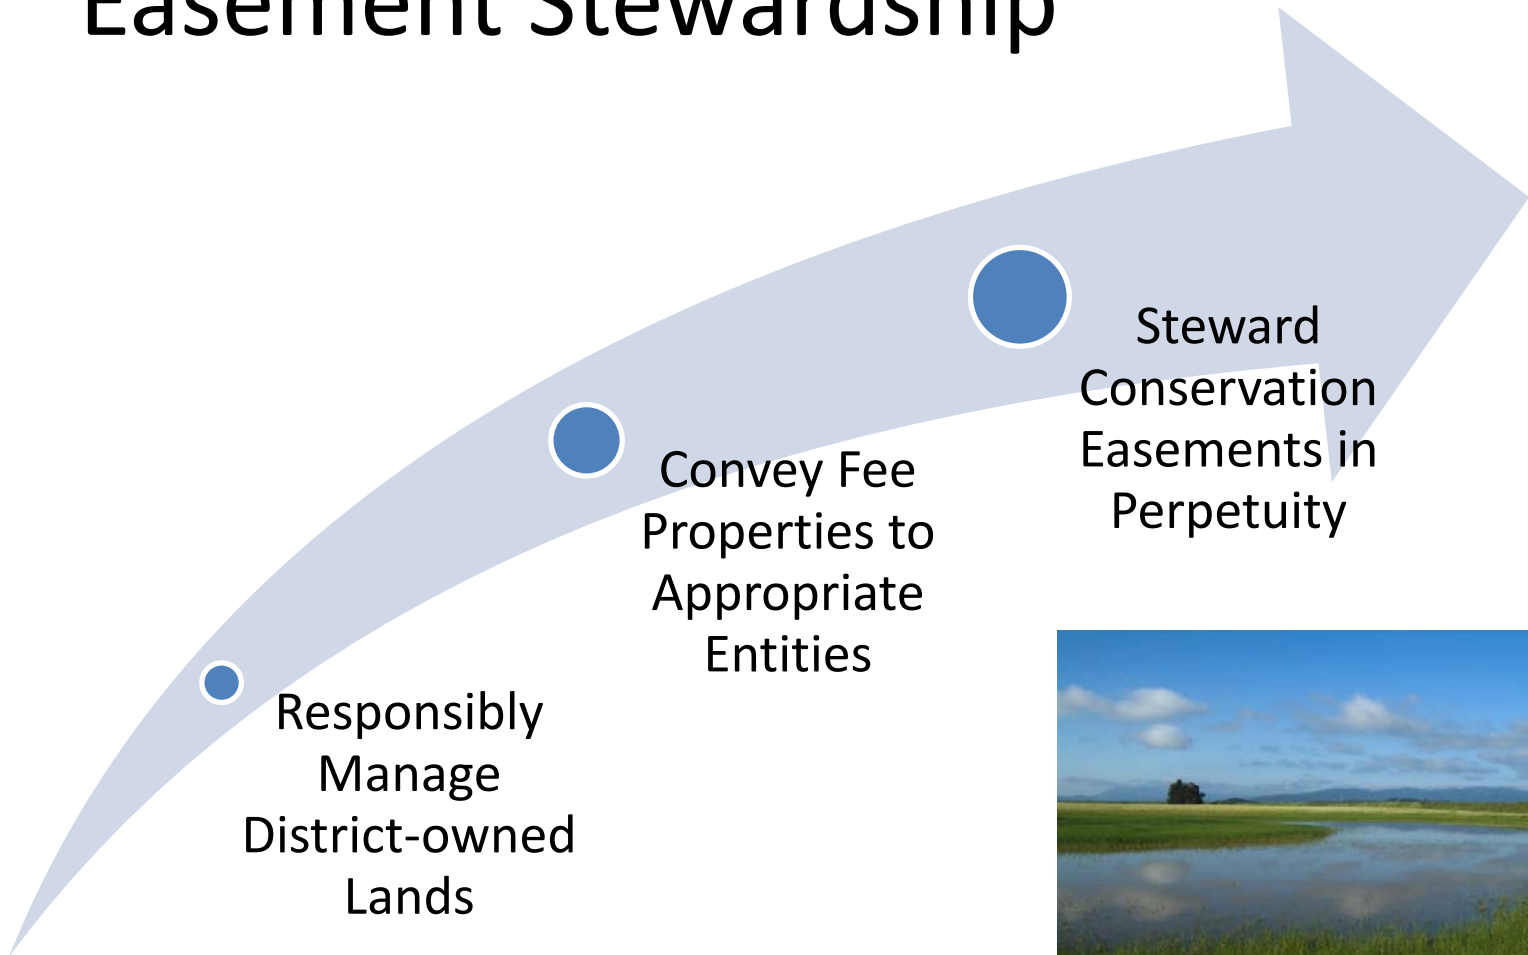 Easement Stewardship
Steward
Conservation
Easements in
Perpetuity
Convey Fee
Properties to
Appropriate
Entities
Responsibly
Manage
District-owned
Lands